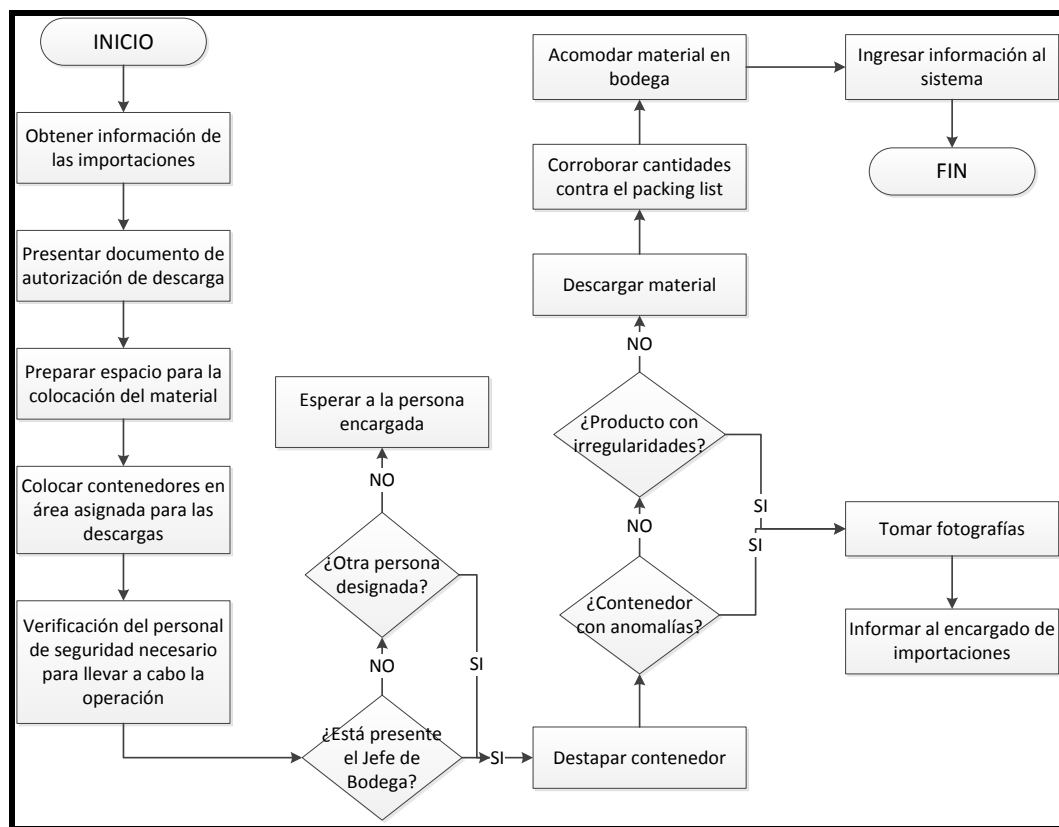 INICIO
Obtener información de
las importaciones
Presentar documento de
autorización de descarga
Preparar espacio para la
colocación del material
Colocar contenedores en
área asignada para las
descargas
Verificación del personal
de seguridad necesario
para llevar a cabo la
operación
¿Está presente
el Jefe de
Bodega?
NO
SI
¿Otra persona
designada?
NO
SI
Esperar a la persona
encargada
Destapar contenedor
¿Contenedor
con anomalías?
NO
SI
¿Producto con
irregularidades?
NO
SI
Descargar material
Corroborar cantidades
contra el packing list
Acomodar material en
bodega
Ingresar información al
sistema
FIN
Tomar fotografías
Informar al encargado de
importaciones